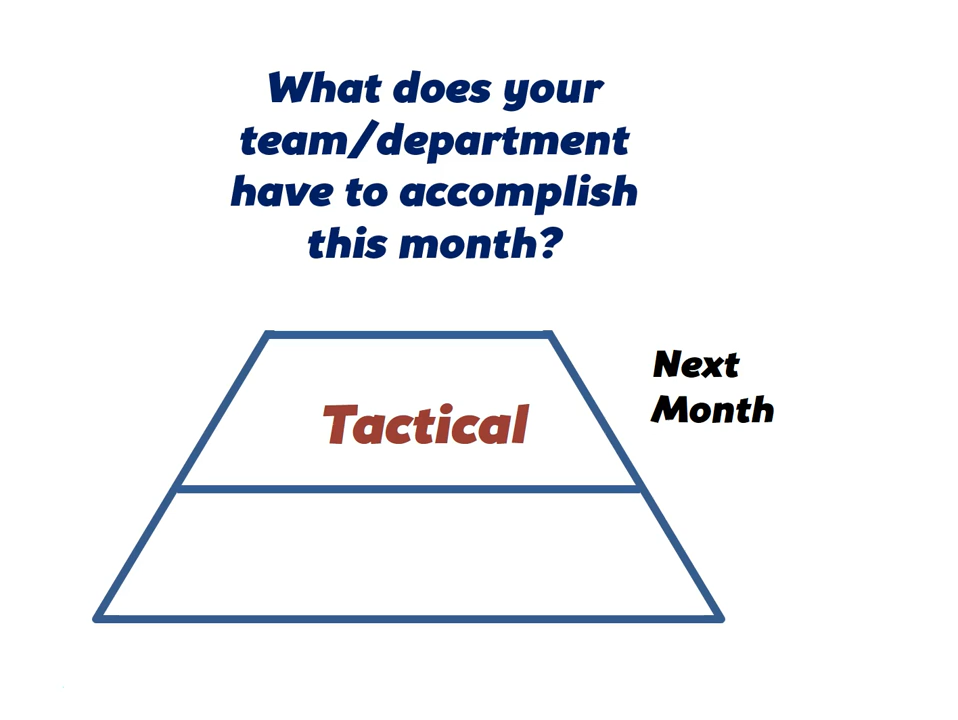 What does your
team/department
have to accomplish
this month?
Next
Month
Tactical